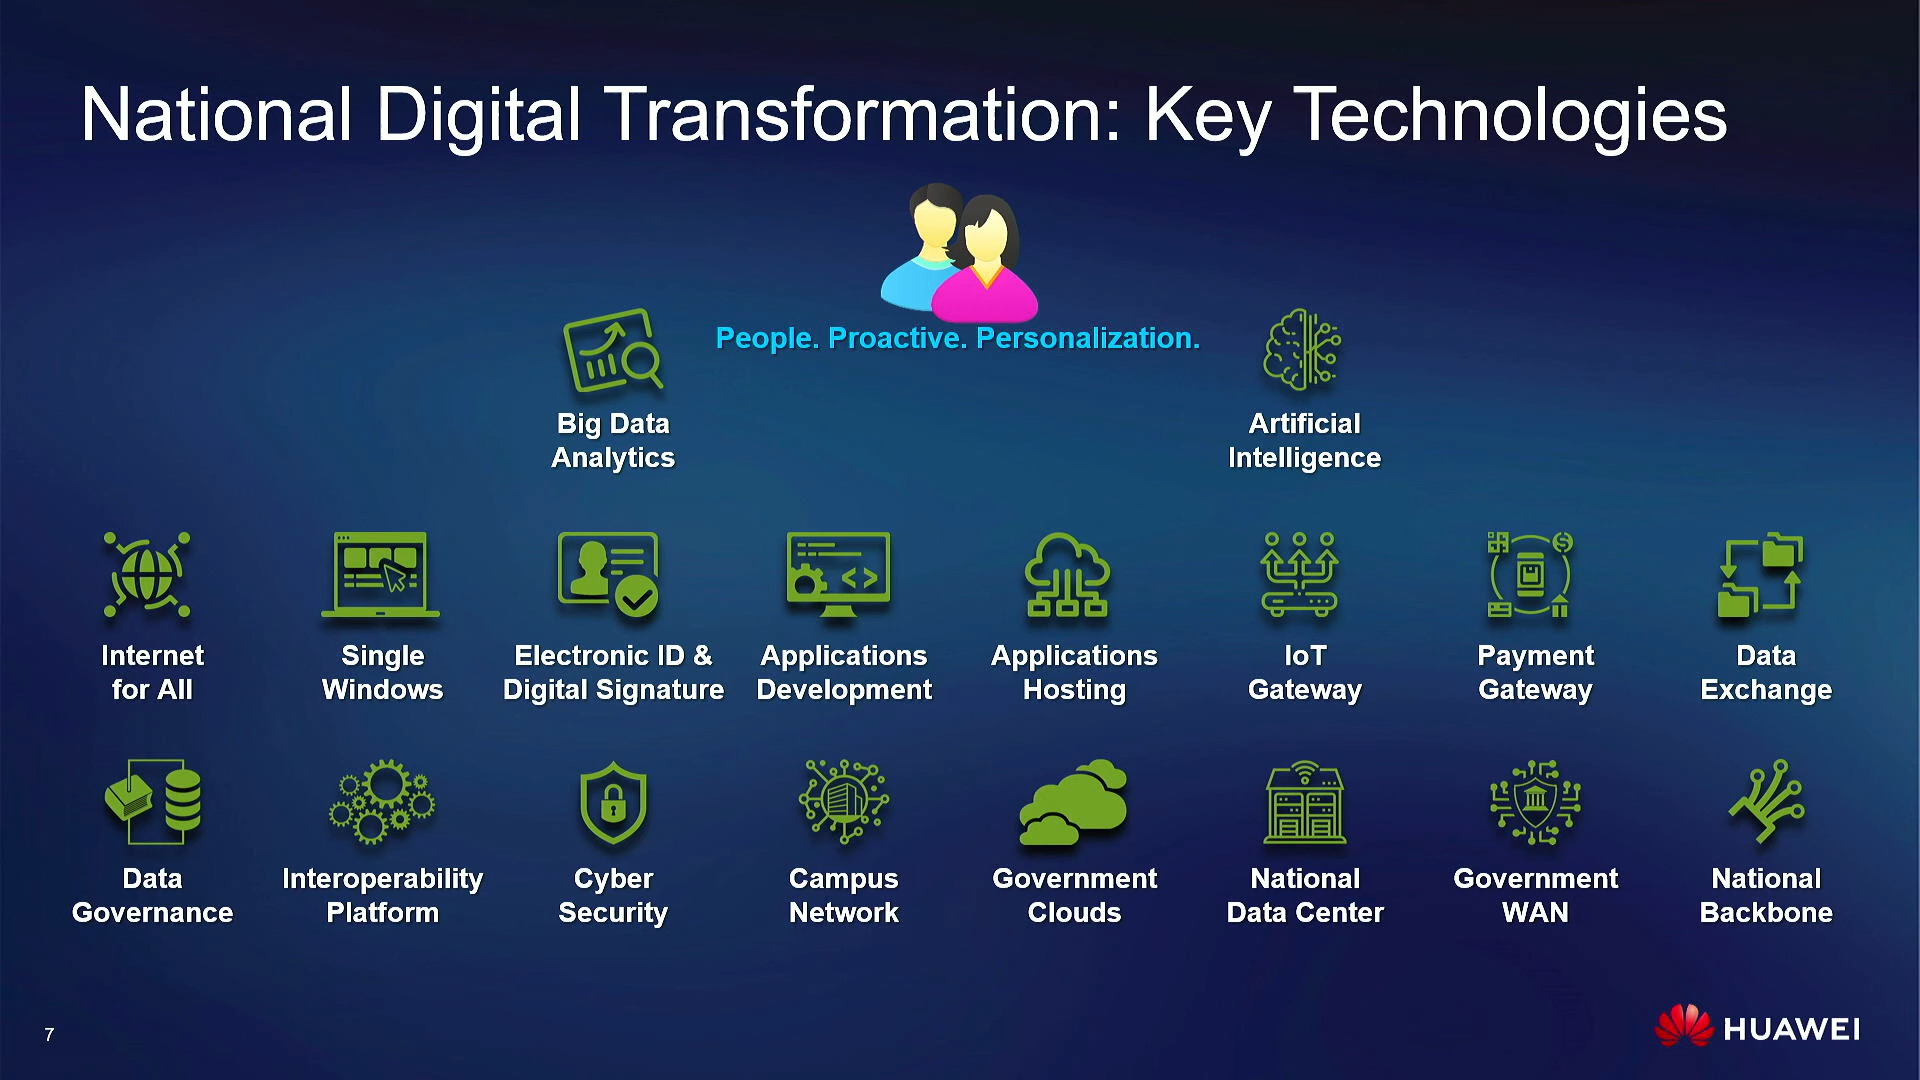 National Digital Transformation: Key Technologies
People. Proactive. Personalization.
Big Data
Analytics
Artificial
Intelligence
Internet
for All
Single
Windows
Electronic ID &
Digital Signature
Applications
Development
Applications
Hosting
IoT
Gateway
Payment
Gateway
Data
Exchange
Data
Governance
Interoperability
Platform
Cyber
Security
Campus
Network
Government
Clouds
National
Data Center
Government
WAN
National
Backbone
7
HUAWEI